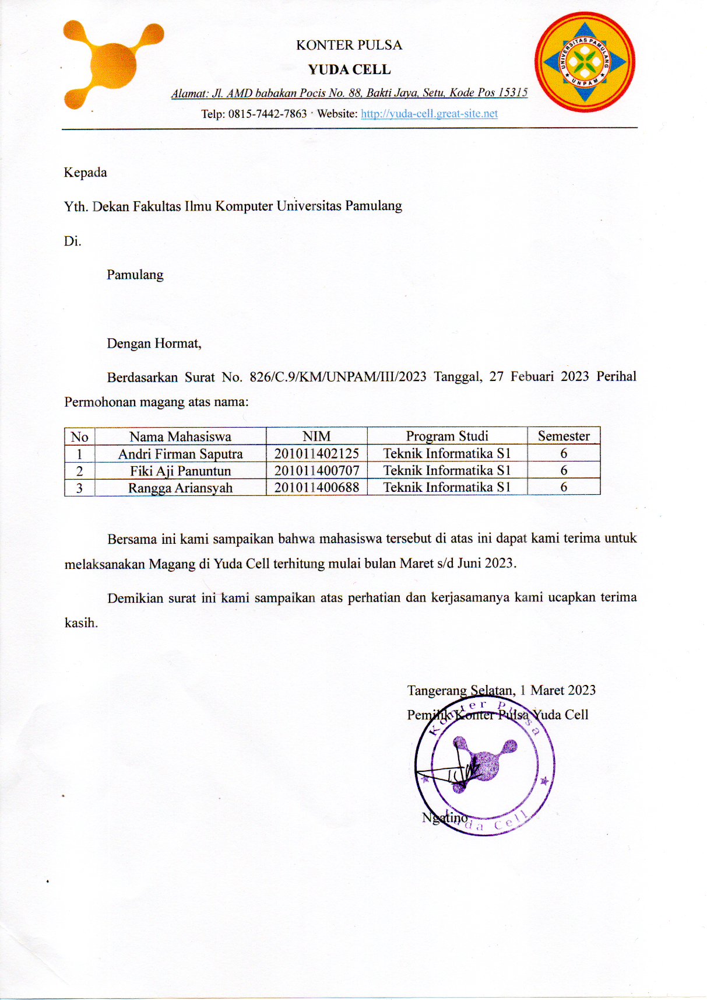 KONTER PULSA
YUDA CELL
Alamat: Jl. AMD babakan Pocis No. 88, Bakti Jaya, Setu, Kode Pos 15315
Telp: 0815-7442-7863 · Website: http://yuda-cell.great-site.net
UNIVERSITAS PAMULANG
UNPAM
Kepada
Yth. Dekan Fakultas Ilmu Komputer Universitas Pamulang
Di.
Pamulang
Dengan Hormat,
Berdasarkan Surat No. 826/C.9/KM/UNPAM/III/2023 Tanggal, 27 Febuari 2023 Perihal
Permohonan magang atas nama:
No Nama Mahasiswa NIM Program Studi Semester
1 Andri Firman Saputra 201011402125 Teknik Informatika S1 6
2 Fiki Aji Panuntun 201011400707 Teknik Informatika S1 6
3 Rangga Ariansyah 201011400688 Teknik Informatika S1 6
Bersama ini kami sampaikan bahwa mahasiswa tersebut di atas ini dapat kami terima untuk
melaksanakan Magang di Yuda Cell terhitung mulai bulan Maret s/d Juni 2023.
Demikian surat ini kami sampaikan atas perhatian dan kerjasamanya kami ucapkan terima
kasih.
Tangerang Selatan, 1 Maret 2023
Pemilik Konter Pulsa Yuda Cell
Konter Pulsa
Ngatino
Yuda Cell